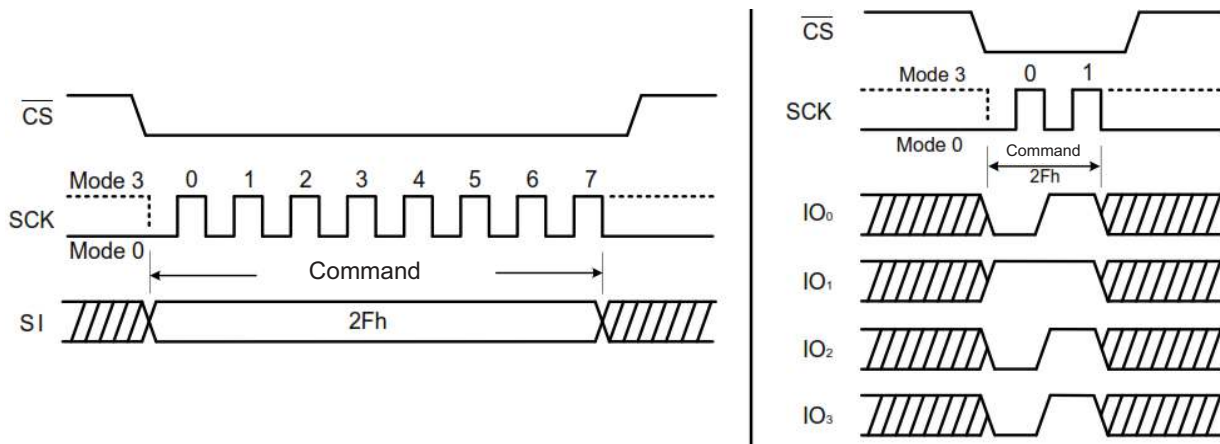 CS
Mode 3 0 1 2 3 4 5 6 7
SCK
Mode 0
Command
SI 2Fh
CS
Mode 3 0 1
SCK
Mode 0 Command
2Fh
IO₀
IO₁
IO₂
IO₃